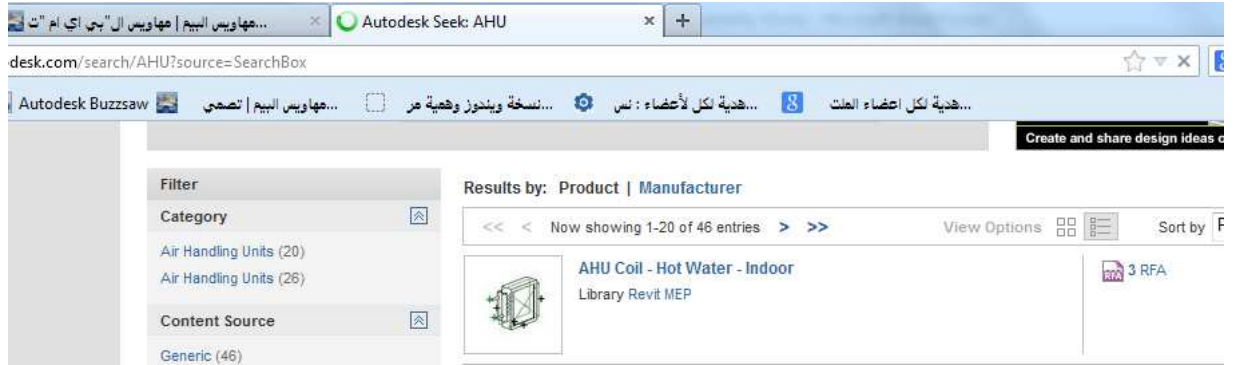 مهاويس البيم | مهاويس ال"بي اي ام "ت...
Autodesk Seek: AHU
desk.com/search/AHU?source=SearchBox
Autodesk Buzzsaw
مهاويس البيم | تصمي...
نسخة ويندوز وهمية مر...
هدية لكل لأعضاء : نس...
هدية لكل اعضاء الملت...
Create and share design ideas o
Filter
Category
Air Handling Units (20)
Air Handling Units (26)
Content Source
Generic (46)
Results by: Product | Manufacturer
<< < Now showing 1-20 of 46 entries > >>
View Options
Sort by
AHU Coil - Hot Water - Indoor
Library Revit MEP
RFA
3 RFA